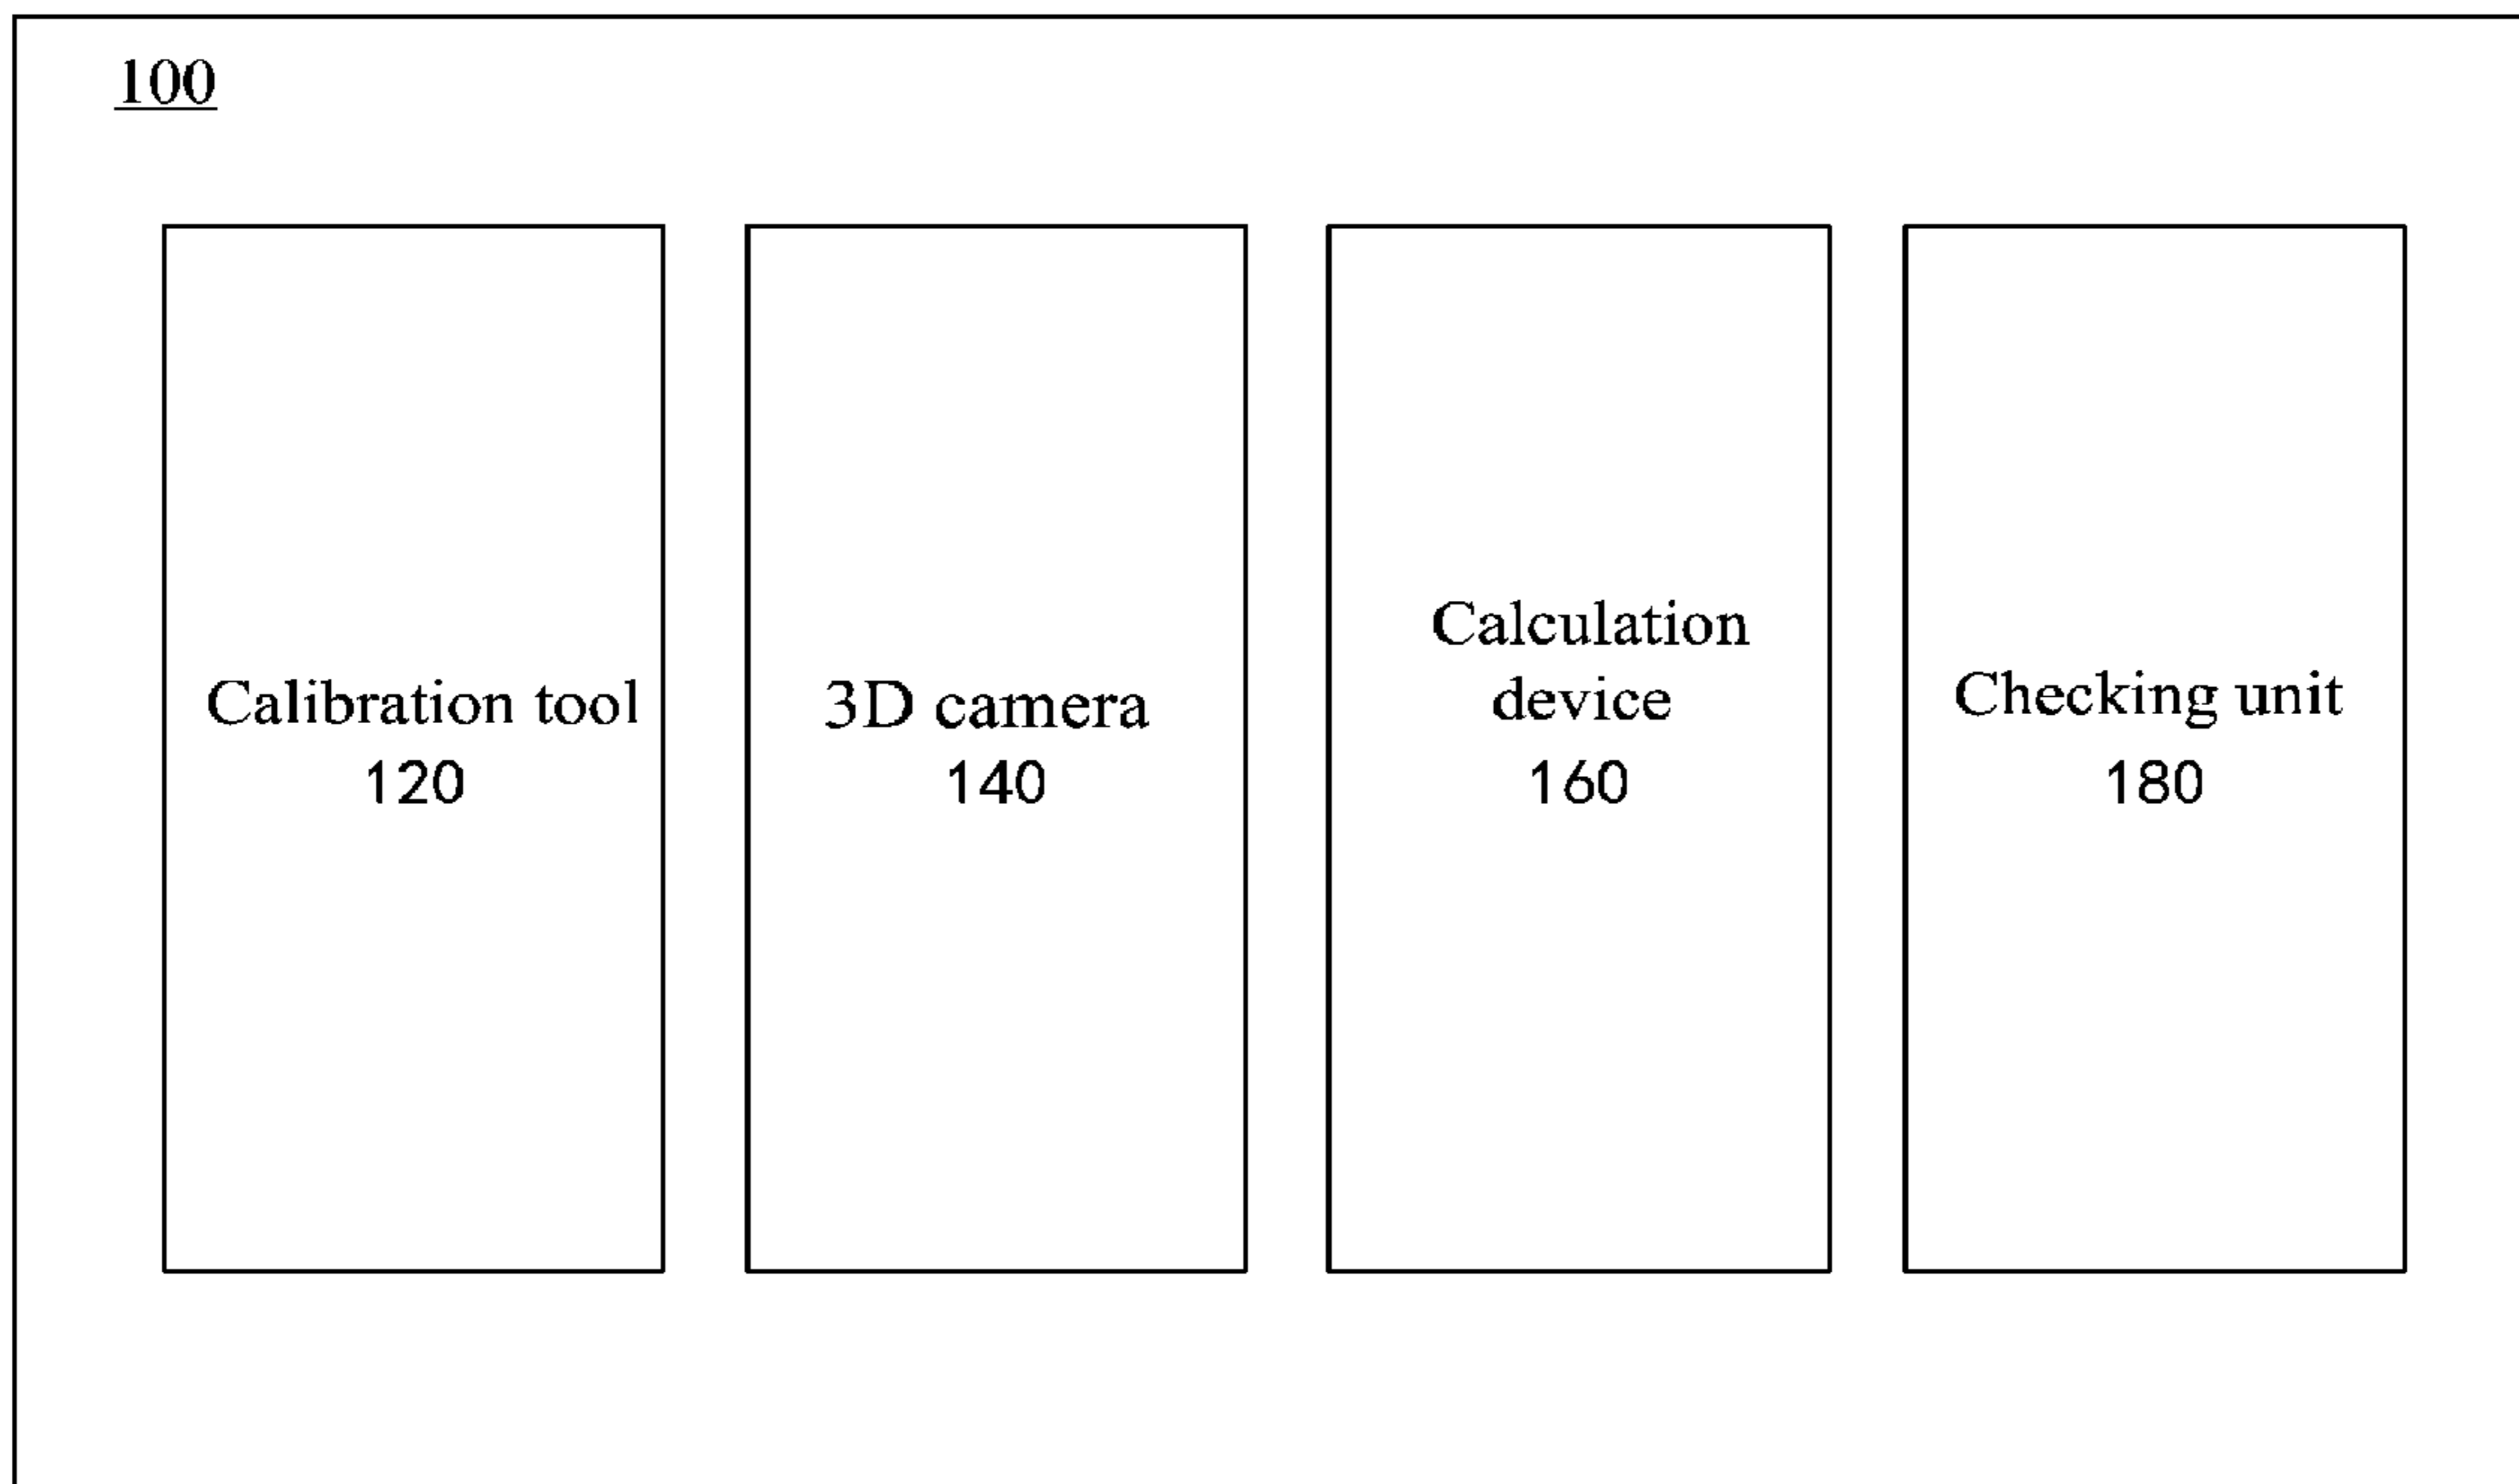 100
Calibration tool
120
3D camera
140
Calculation
device
160
Checking unit
180